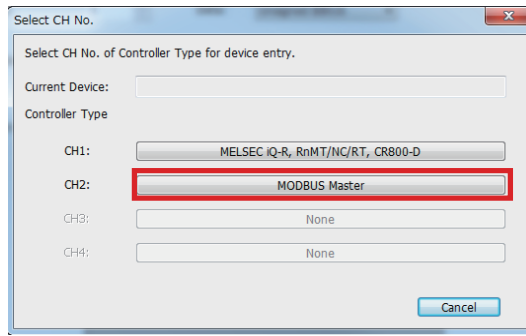 Select CH No.
Select CH No. of Controller Type for device entry.
Current Device:
Controller Type
CH1: MELSEC iQ-R, RnMT/NC/RT, CR800-D
CH2: MODBUS Master
CH3: None
CH4: None
Cancel